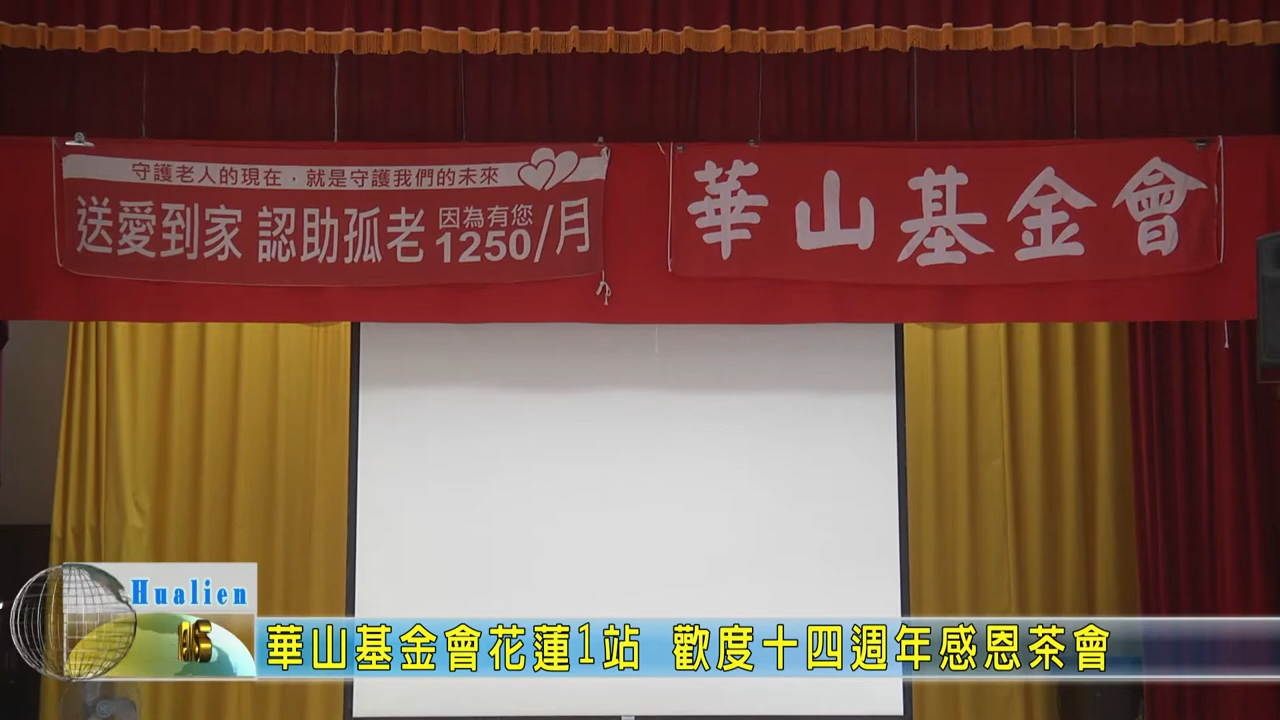 守護老人的現在，就是守護我們的未來
送愛到家 認助孤老 因為有您 1250/月
華山基金會
Hualien
華山基金會花蓮1站 歡度十四週年感恩茶會